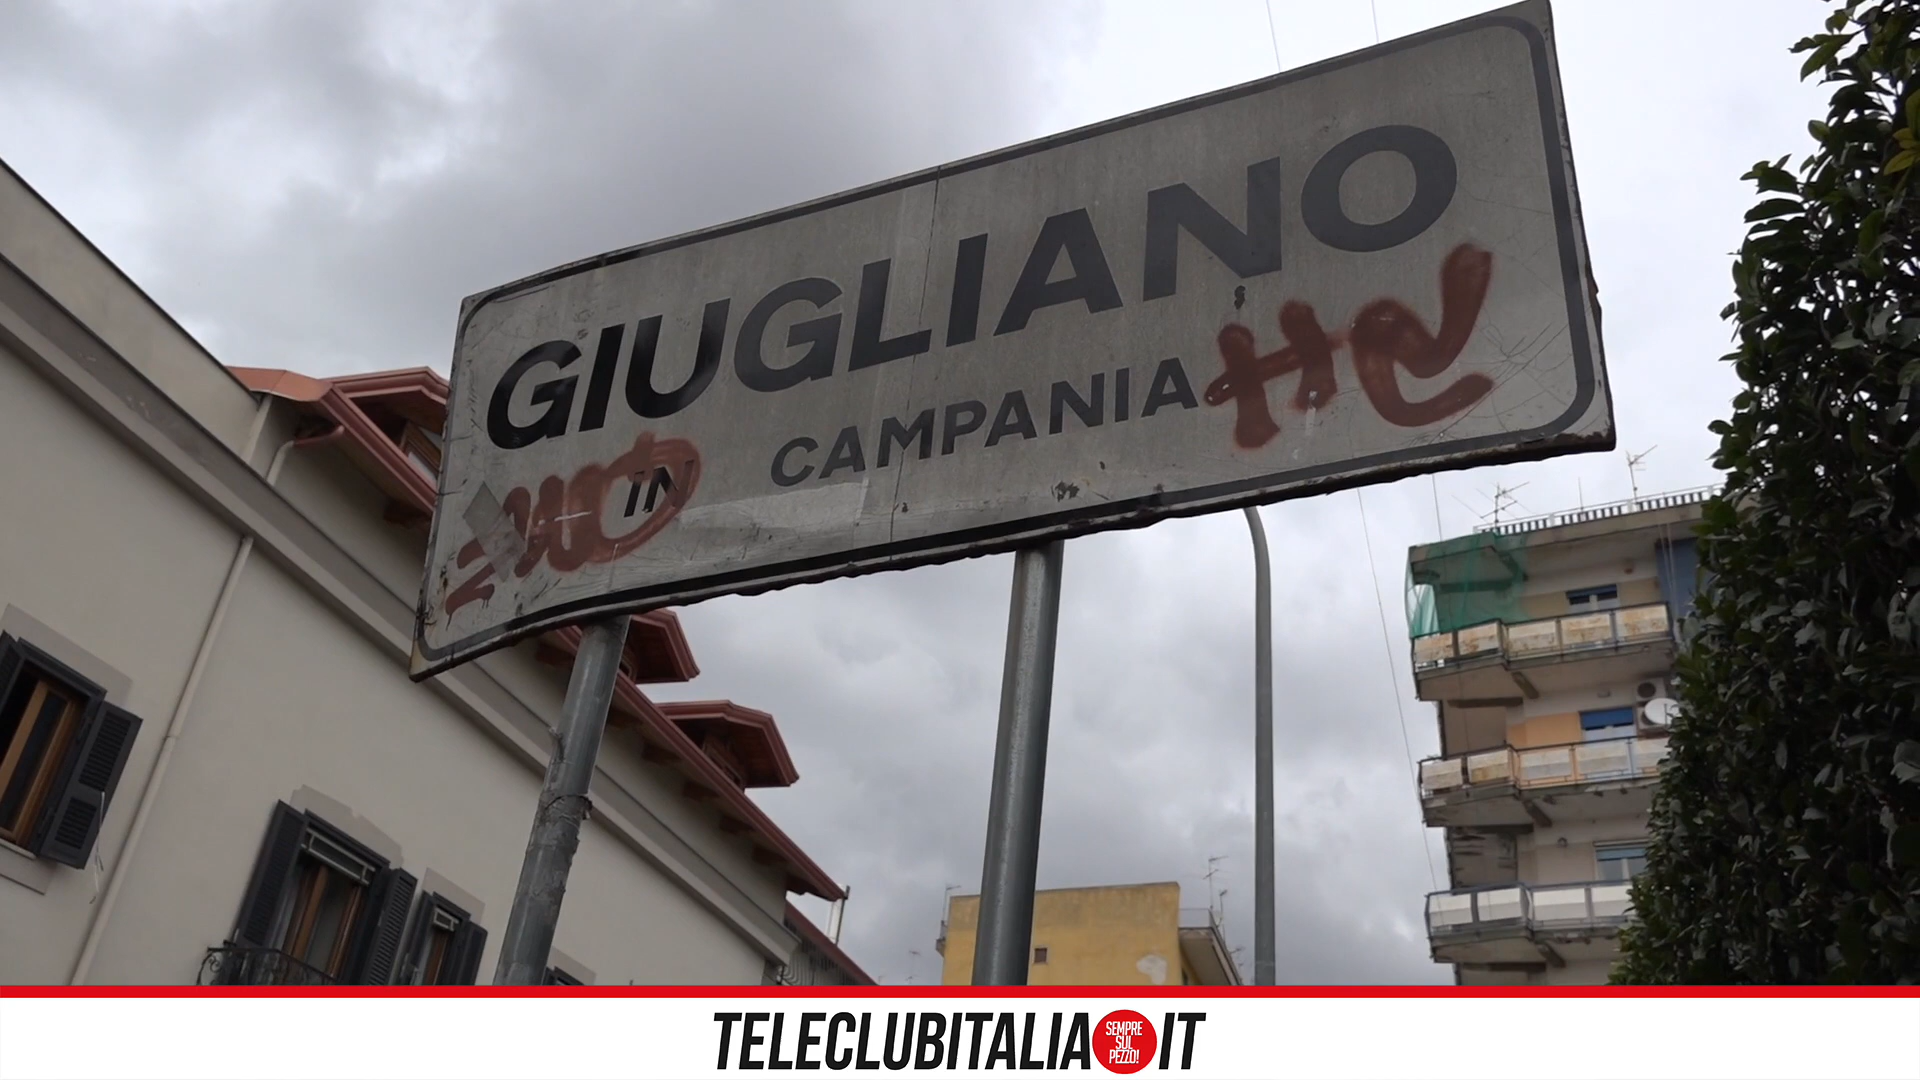 GIUGLIANO
IN CAMPANIA
TELECLUBITALIA.IT
SEMPRE
SUL
PEZZO!